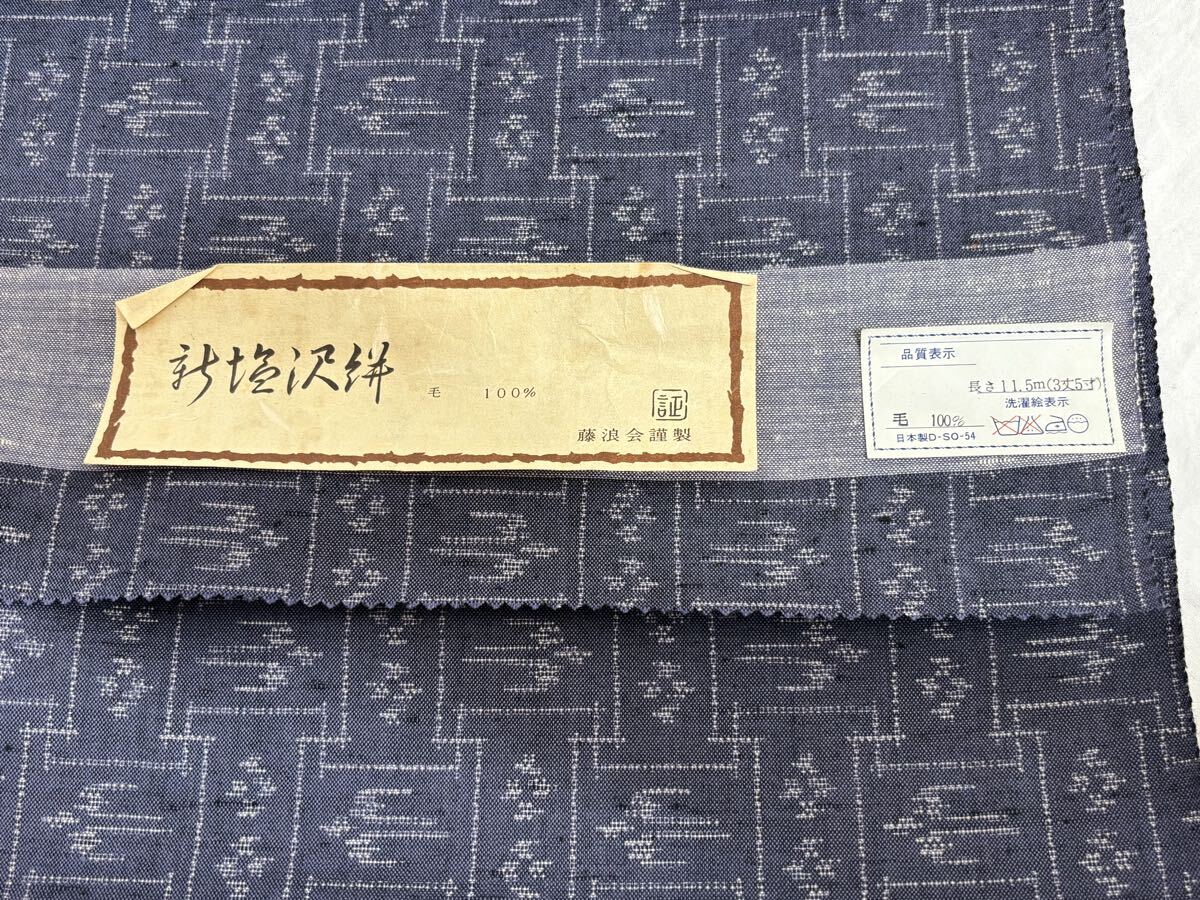 新塩沢絣
毛 100%
証
藤浪会謹製
品質表示
長さ11.5m(3丈5寸)
洗濯絵表示
毛 100%
日本製D-SO-54